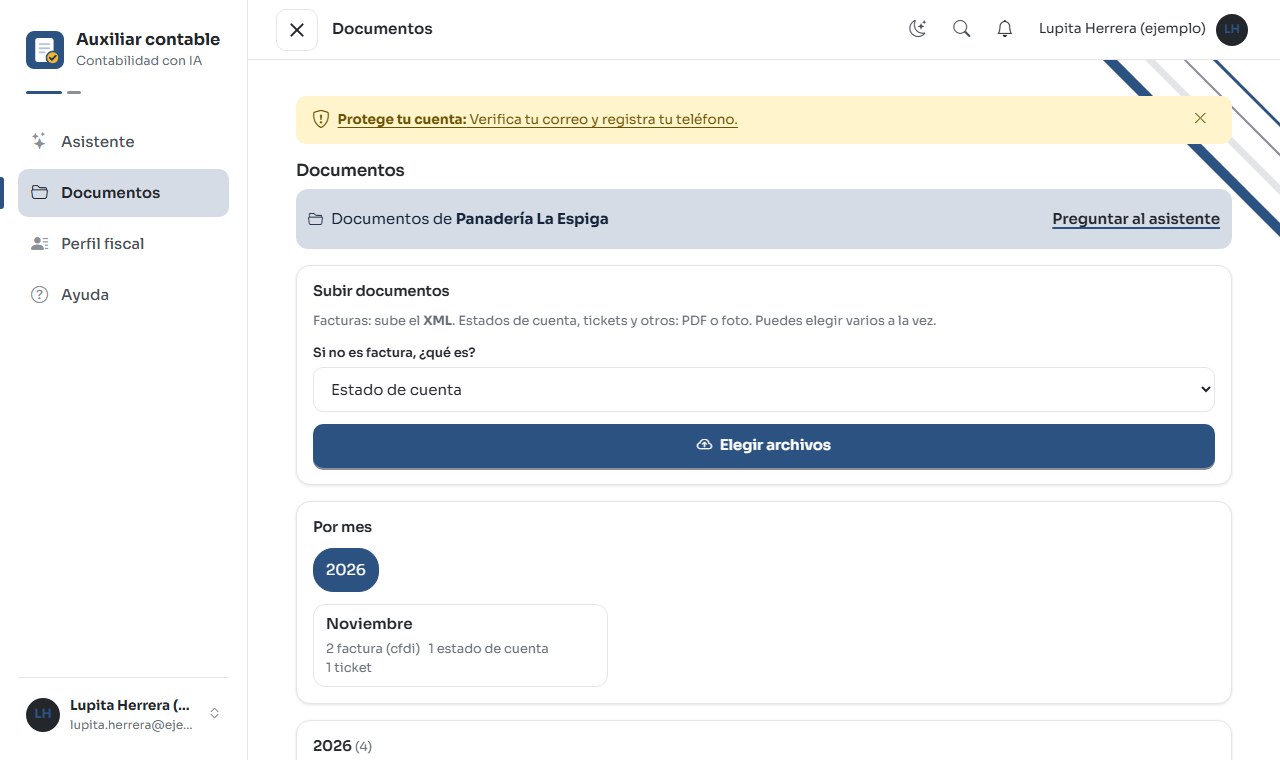 Auxiliar contable
Contabilidad con IA
Asistente
Documentos
Perfil fiscal
Ayuda
Lupita Herrera (...
lupita.herrera@eje...
LH
Documentos
Lupita Herrera (ejemplo)
LH
Protege tu cuenta: Verifica tu correo y registra tu teléfono.
Documentos
Documentos de Panadería La Espiga
Preguntar al asistente
Subir documentos
Facturas: sube el XML. Estados de cuenta, tickets y otros: PDF o foto. Puedes elegir varios a la vez.
Si no es factura, ¿qué es?
Estado de cuenta
Elegir archivos
Por mes
2026
Noviembre
2 factura (cfdi) 1 estado de cuenta
1 ticket
2026 (4)